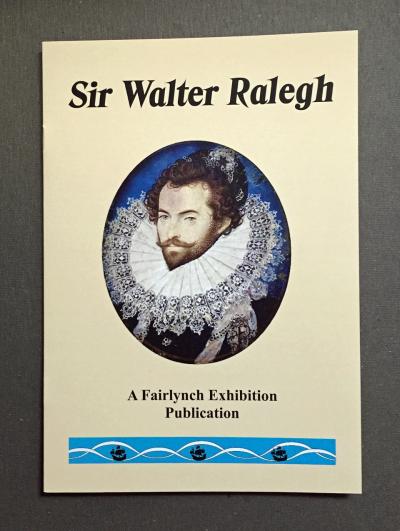 Sir Walter Ralegh
A Fairlynch Exhibition
Publication